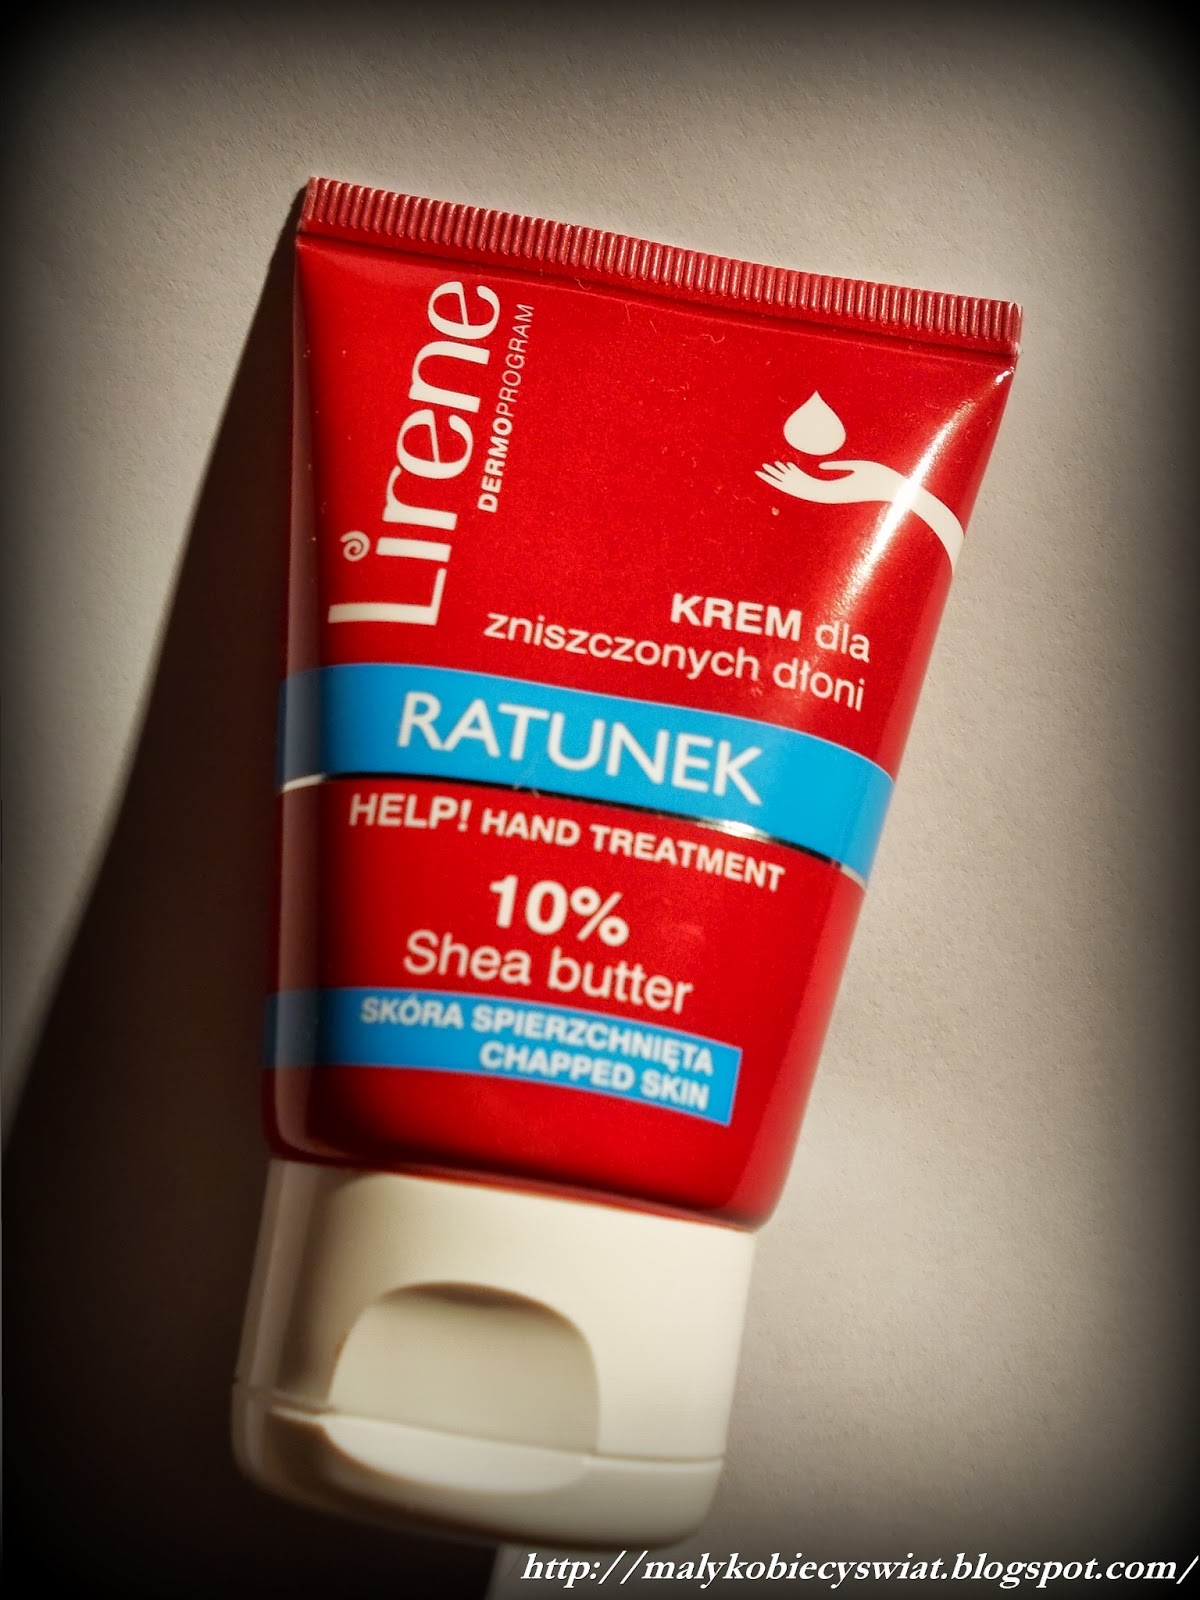 Lirene
DERMOPROGRAM
KREM dla
zniszczonych dłoni
RATUNEK
HELP! HAND TREATMENT
10%
Shea butter
SKÓRA SPIERZCHNIĘTA
CHAPPED SKIN
http://malykobiecyswiat.blogspot.com/